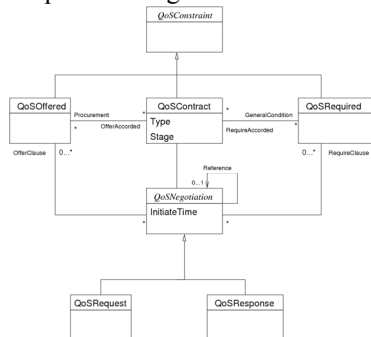 QoSConstraint
QoSOffered
QoSContract
QoSRequired
Procurement
*
*
OfferAccorded
Type
Stage
*
GeneralCondition
RequireAccorded
*
OfferClause
0...*
0...*
RequireClause
Reference
0...1
QoSNegotiation
InitiateTime
*
*
QoSRequest
QoSResponse